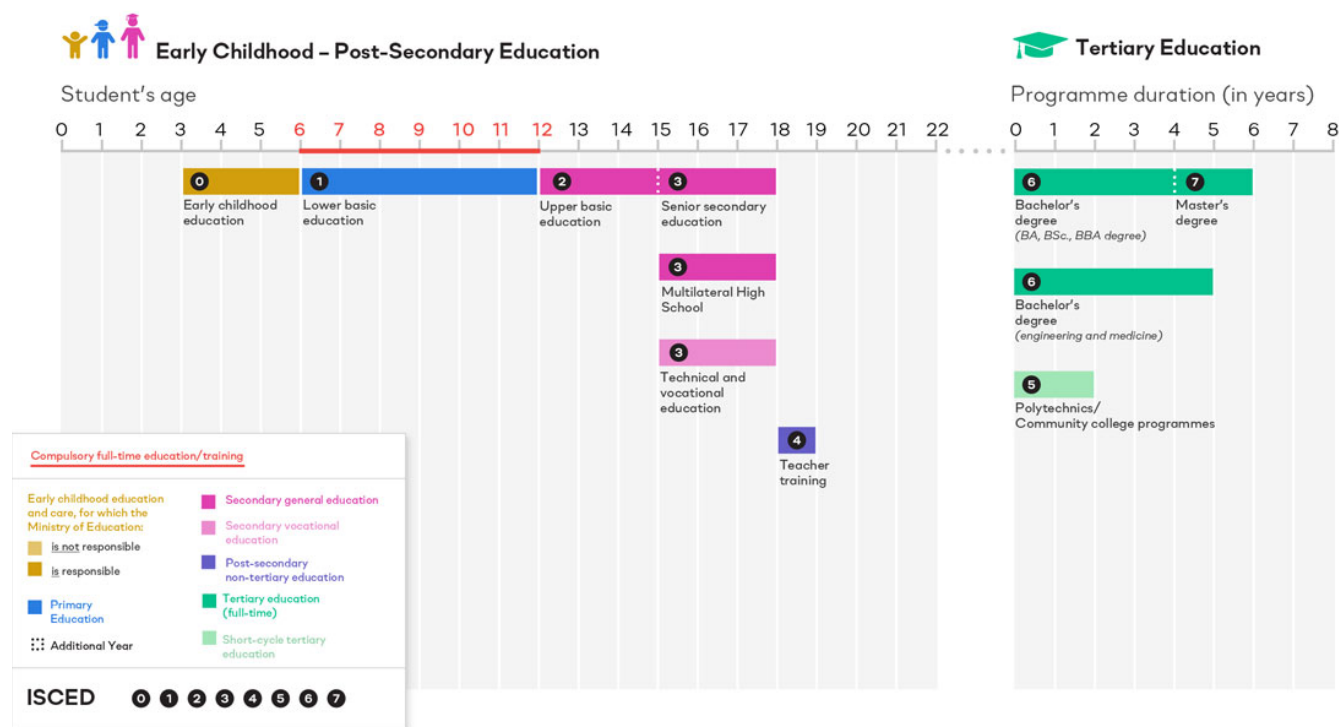 Early Childhood – Post-Secondary Education
Student's age
0 1 2 3 4 5 6 7 8 9 10 11 12 13 14 15 16 17 18 19 20 21 22
0
Early childhood
education
1
Lower basic
education
2
Upper basic
education
3
Senior secondary
education
3
Multilateral High
School
3
Technical and
vocational
education
4
Teacher
training
Tertiary Education
Programme duration (in years)
0 1 2 3 4 5 6 7 8
6
Bachelor's
degree
(BA, BSc., BBA degree)
7
Master's
degree
6
Bachelor's
degree
(engineering and medicine)
5
Polytechnics/
Community college programmes
Compulsory full-time education/training
Early childhood education
and care, for which the
Ministry of Education:
is not responsible
is responsible
Primary
Education
Additional Year
Secondary general education
Secondary vocational
education
Post-secondary
non-tertiary education
Tertiary education
(full-time)
Short-cycle tertiary
education
ISCED 0 1 2 3 4 5 6 7